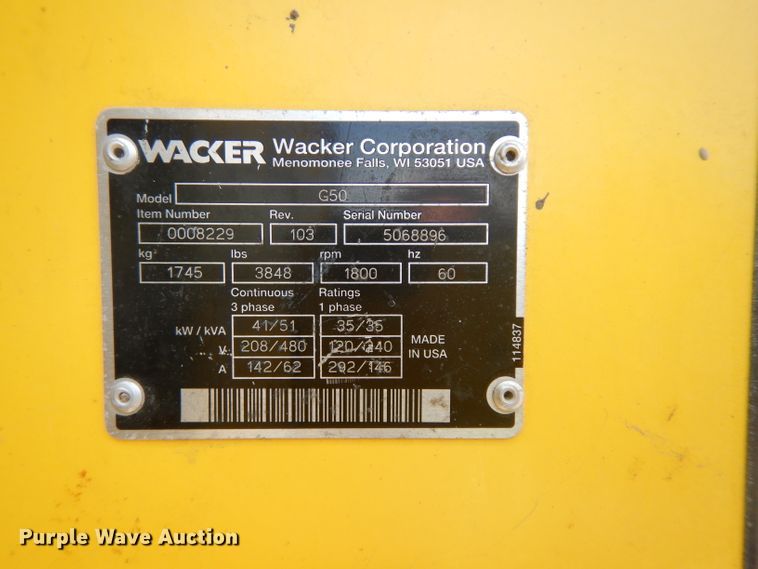 WACKER Wacker Corporation
Menomonee Falls, WI 53051 USA
Model G50
Item Number Rev. Serial Number
0008229 103 5068896
kg lbs rpm hz
1745 3848 1800 60
Continuous Ratings
3 phase 1 phase
kW / kVA 41/51 35/35
V 208/480 120/240
A 142/62 292/146
MADE
IN USA
114837
Purple Wave Auction